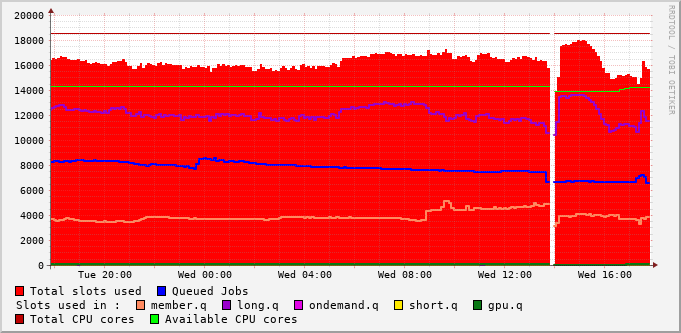 20000
18000
16000
14000
12000
10000
8000
6000
4000
2000
0
Tue 20:00 Wed 00:00 Wed 04:00 Wed 08:00 Wed 12:00 Wed 16:00
Total slots used Queued Jobs
Slots used in : member.q long.q ondemand.q short.q gpu.q
Total CPU cores Available CPU cores
RRDTOOL / TOBI OETIKER